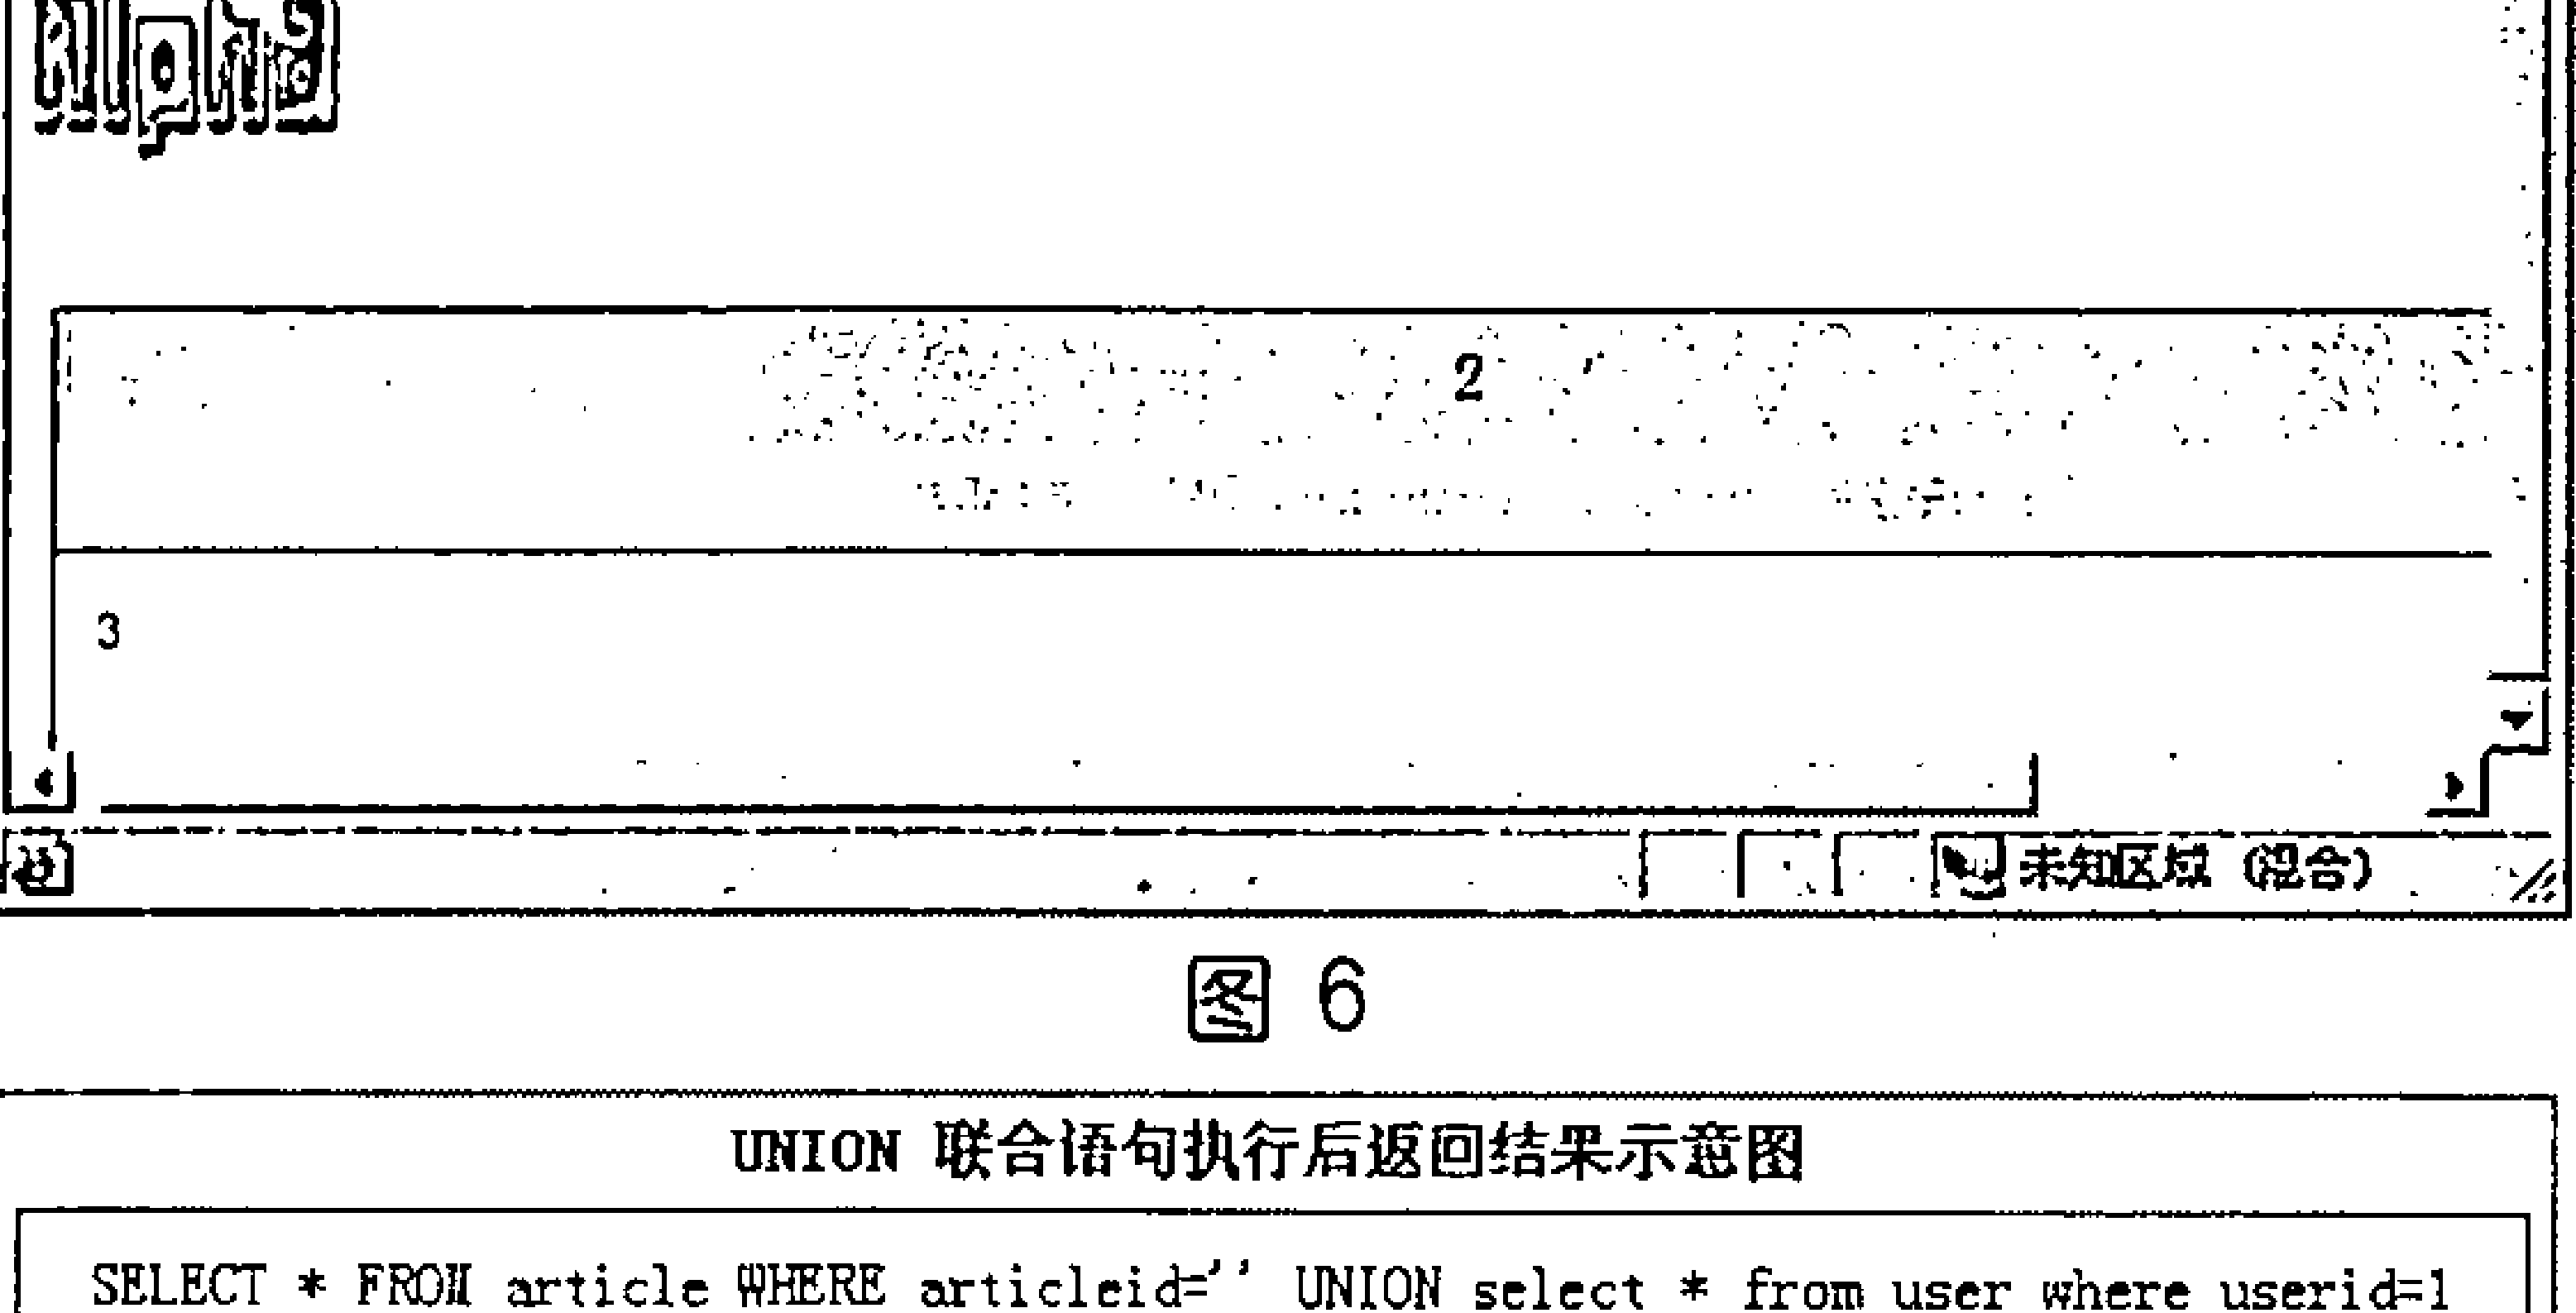 2
3
未知区域 (混合)
图 6
UNION 联合语句执行后返回结果示意图
SELECT * FROM article WHERE articleid='' UNION select * from user where userid=1